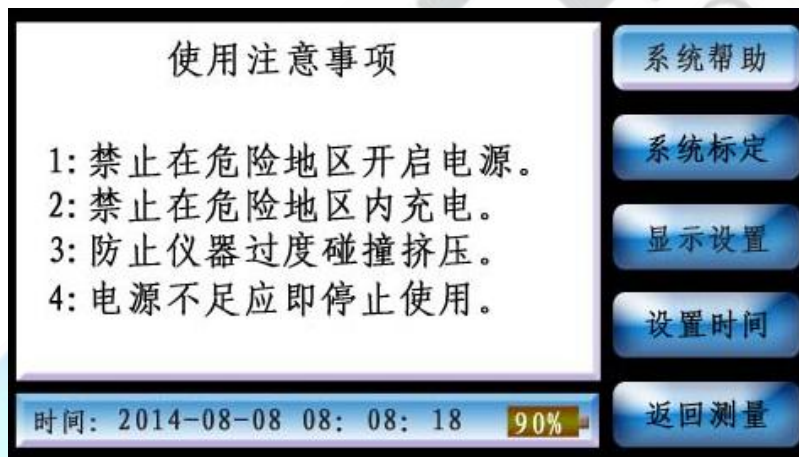 使用注意事项
1:禁止在危险地区开启电源。
2:禁止在危险地区内充电。
3:防止仪器过度碰撞挤压。
4:电源不足应即停止使用。
时间: 2014-08-08 08: 08: 18 90%
系统帮助
系统标定
显示设置
设置时间
返回测量